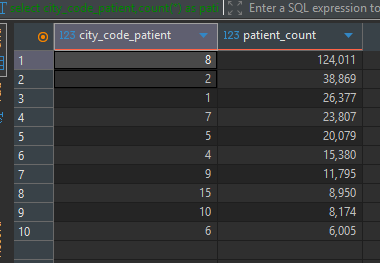 select city_code_patient,count(*) as pati
Enter a SQL expression to
123 city_code_patient 123 patient_count
1 8 124,011
2 2 38,869
3 1 26,377
4 7 23,807
5 5 20,079
6 4 15,380
7 9 11,795
8 15 8,950
9 10 8,174
10 6 6,005